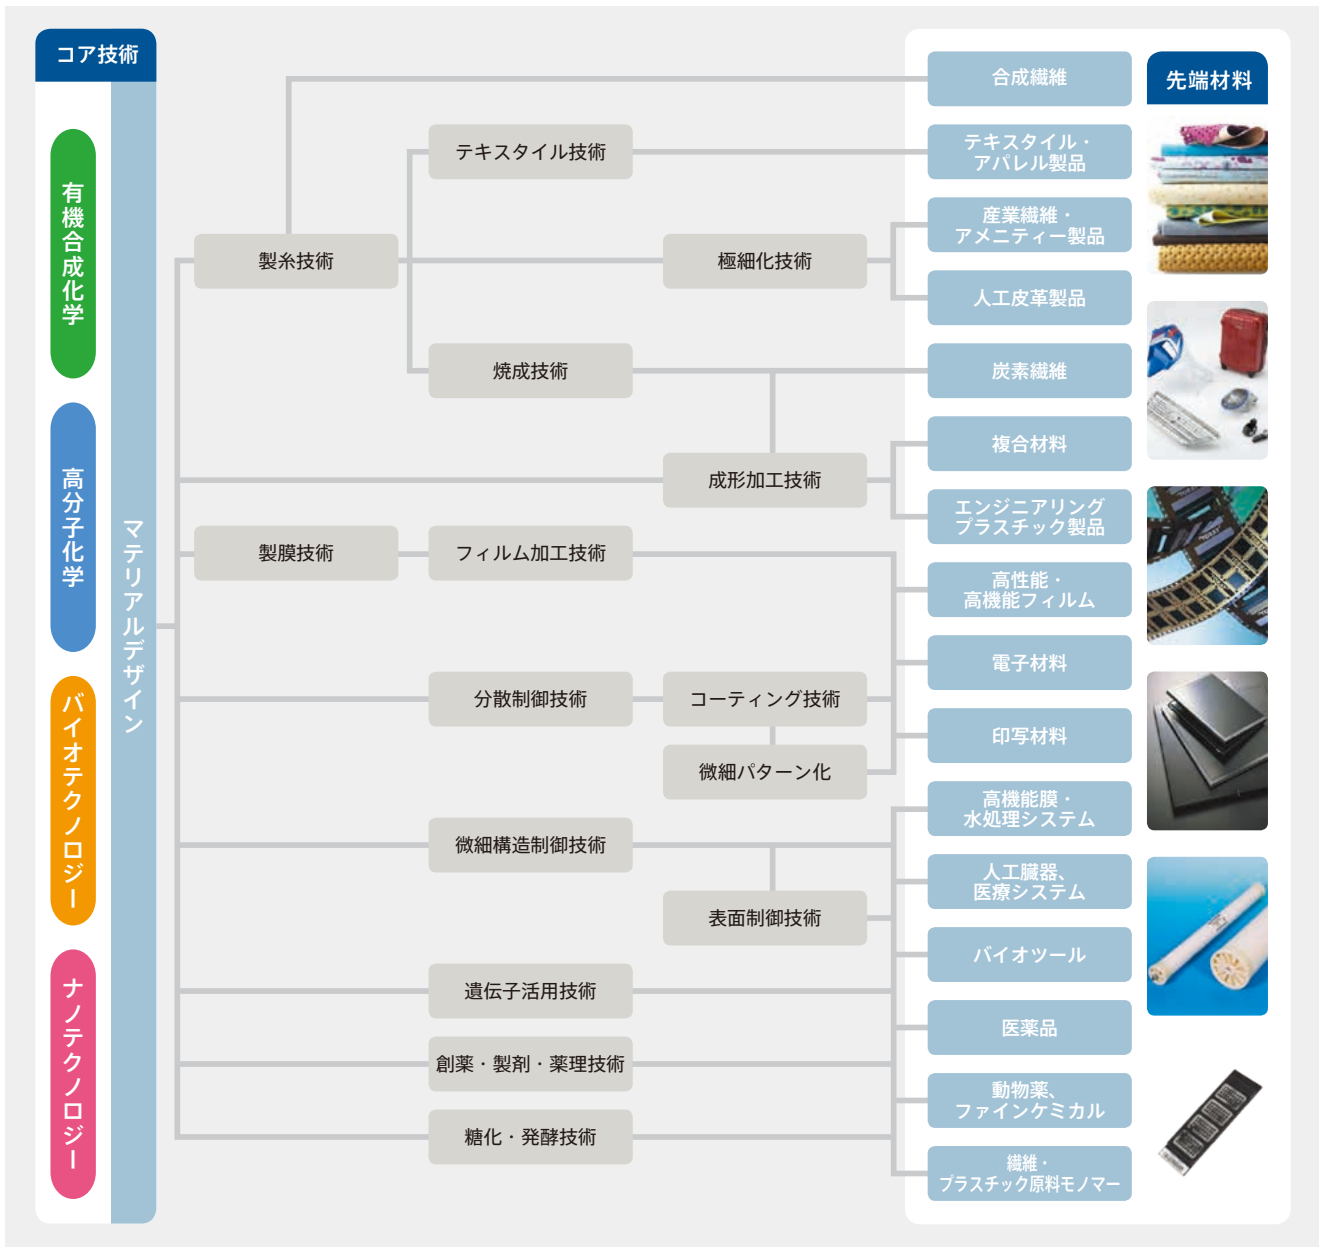 コア技術
有機合成化学
高分子化学
バイオテクノロジー
ナノテクノロジー
マテリアルデザイン
製糸技術
製膜技術
テキスタイル技術
焼成技術
フィルム加工技術
分散制御技術
微細構造制御技術
遺伝子活用技術
創薬・製剤・薬理技術
糖化・発酵技術
極細化技術
成形加工技術
コーティング技術
微細パターン化
表面制御技術
合成繊維
テキスタイル・
アパレル製品
産業繊維・
アメニティー製品
人工皮革製品
炭素繊維
複合材料
エンジニアリング
プラスチック製品
高性能・
高機能フィルム
電子材料
印写材料
高機能膜・
水処理システム
人工臓器、
医療システム
バイオツール
医薬品
動物薬、
ファインケミカル
繊維・
プラスチック原料モノマー
先端材料